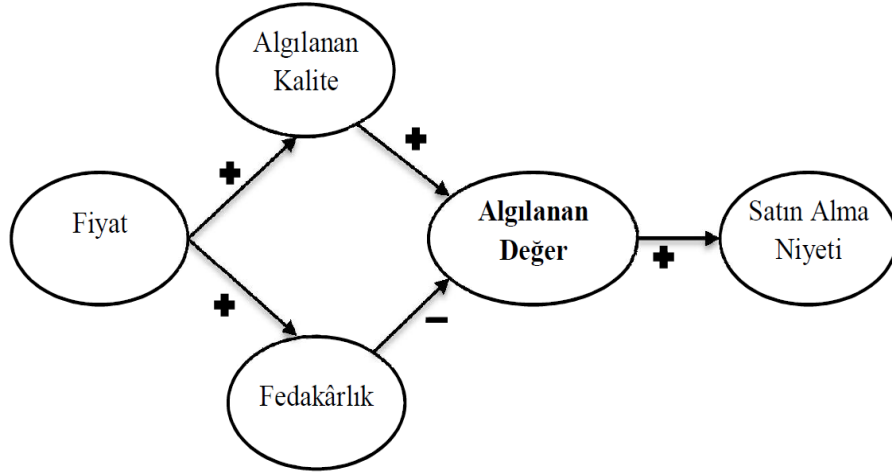 Algılanan
Kalite
+
+
Fiyat
Algılanan
Değer
Satın Alma
Niyeti
+
+
−
Fedakârlık